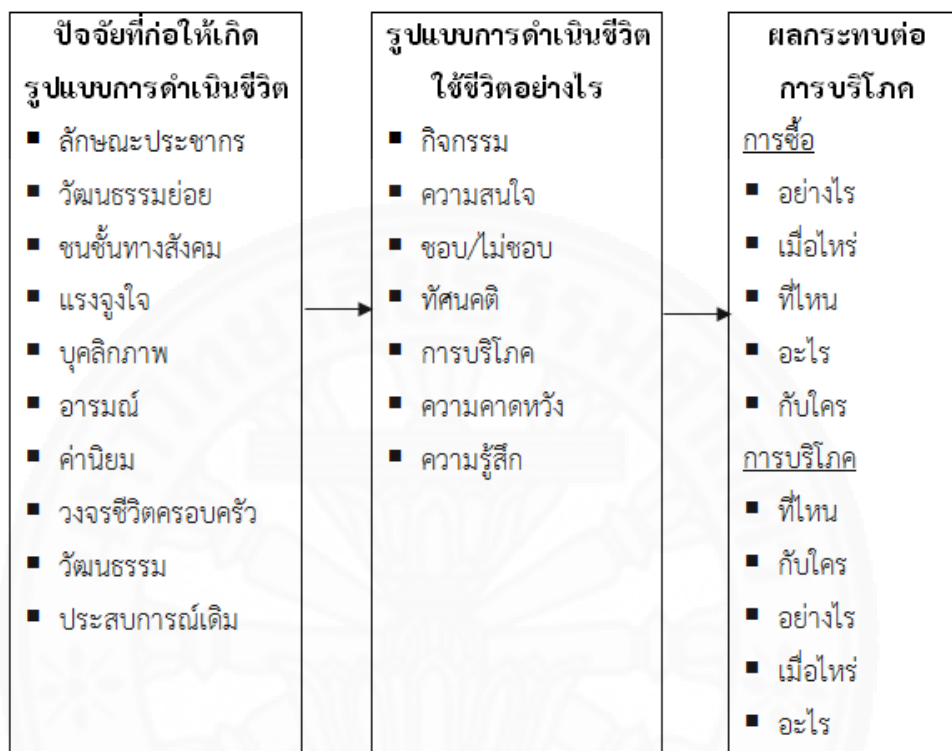 ปัจจัยที่ก่อให้เกิด
รูปแบบการดำเนินชีวิต
▪ ลักษณะประชากร
▪ วัฒนธรรมย่อย
▪ ชนชั้นทางสังคม
▪ แรงจูงใจ
▪ บุคลิกภาพ
▪ อารมณ์
▪ ค่านิยม
▪ วงจรชีวิตครอบครัว
▪ วัฒนธรรม
▪ ประสบการณ์เดิม
รูปแบบการดำเนินชีวิต
ใช้ชีวิตอย่างไร
▪ กิจกรรม
▪ ความสนใจ
▪ ชอบ/ไม่ชอบ
▪ ทัศนคติ
▪ การบริโภค
▪ ความคาดหวัง
▪ ความรู้สึก
ผลกระทบต่อ
การบริโภค
การซื้อ
▪ อย่างไร
▪ เมื่อไหร่
▪ ที่ไหน
▪ อะไร
▪ กับใคร
การบริโภค
▪ ที่ไหน
▪ กับใคร
▪ อย่างไร
▪ เมื่อไหร่
▪ อะไร